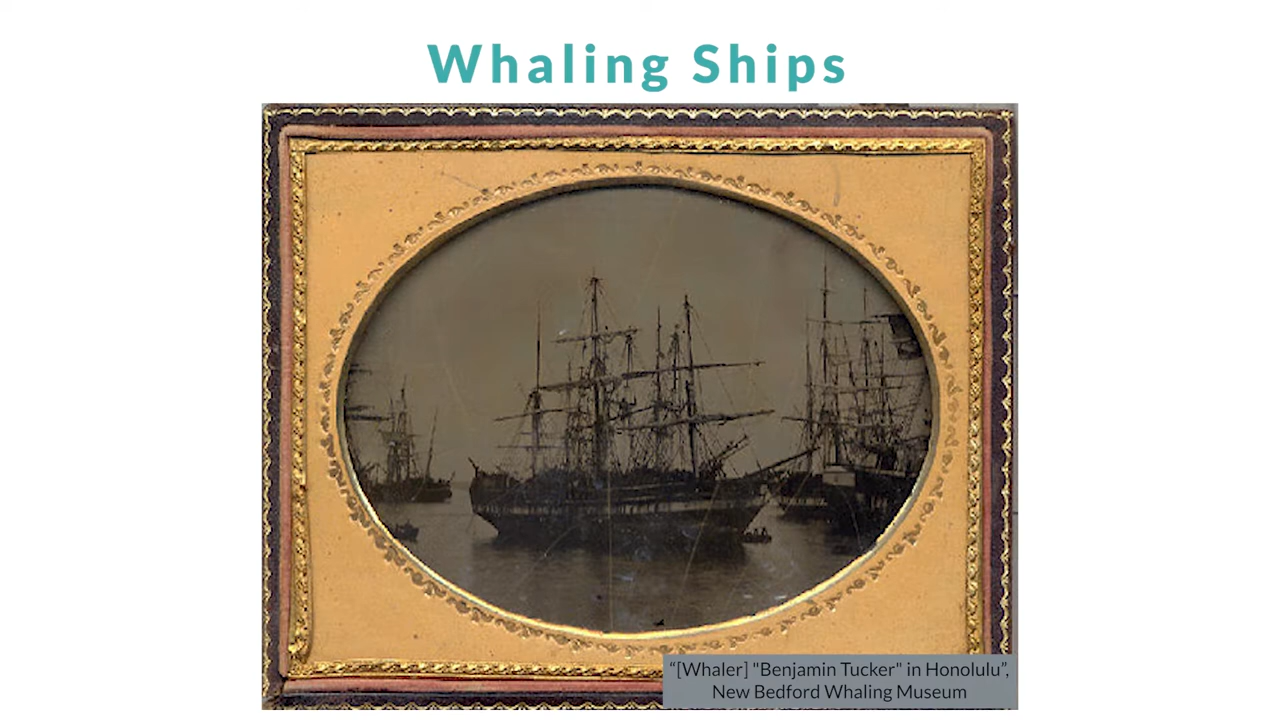 Whaling Ships
“[Whaler] "Benjamin Tucker" in Honolulu”,
New Bedford Whaling Museum